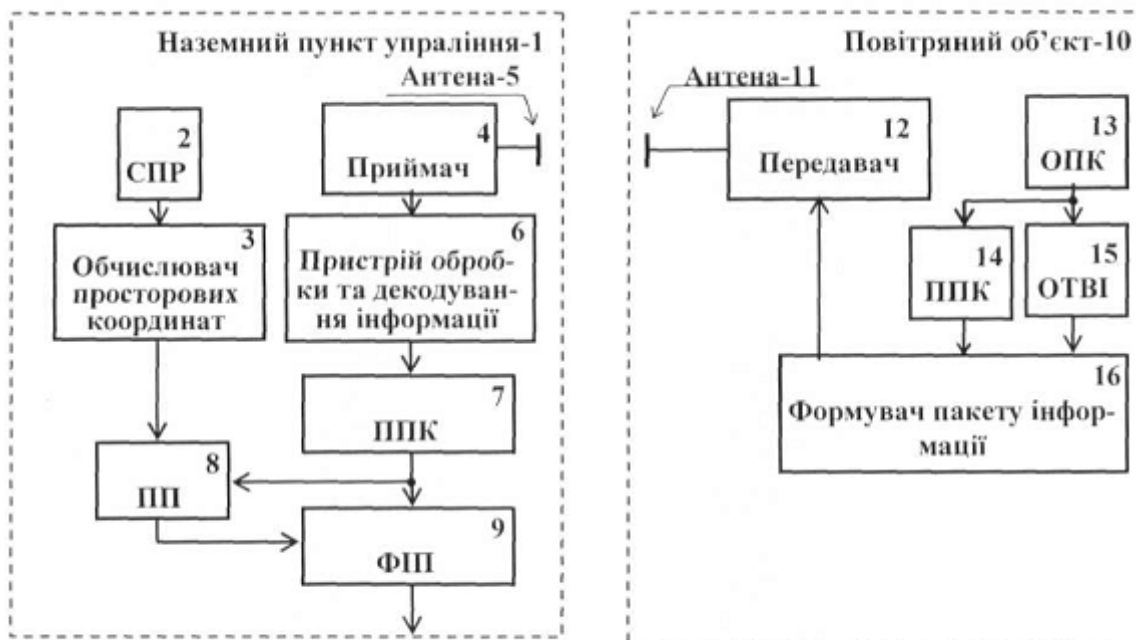 Наземний пункт упраління-1
Антена-5
2
СПР
4
Приймач
3
Обчислювач
просторових
координат
6
Пристрій оброб-
ки та декодуван-
ня інформації
7
ППК
8
ПП
9
ФІП
Повітряний об’єкт-10
Антена-11
12
Передавач
13
ОПК
14
ППК
15
ОТВІ
16
Формувач пакету інфор-
мації